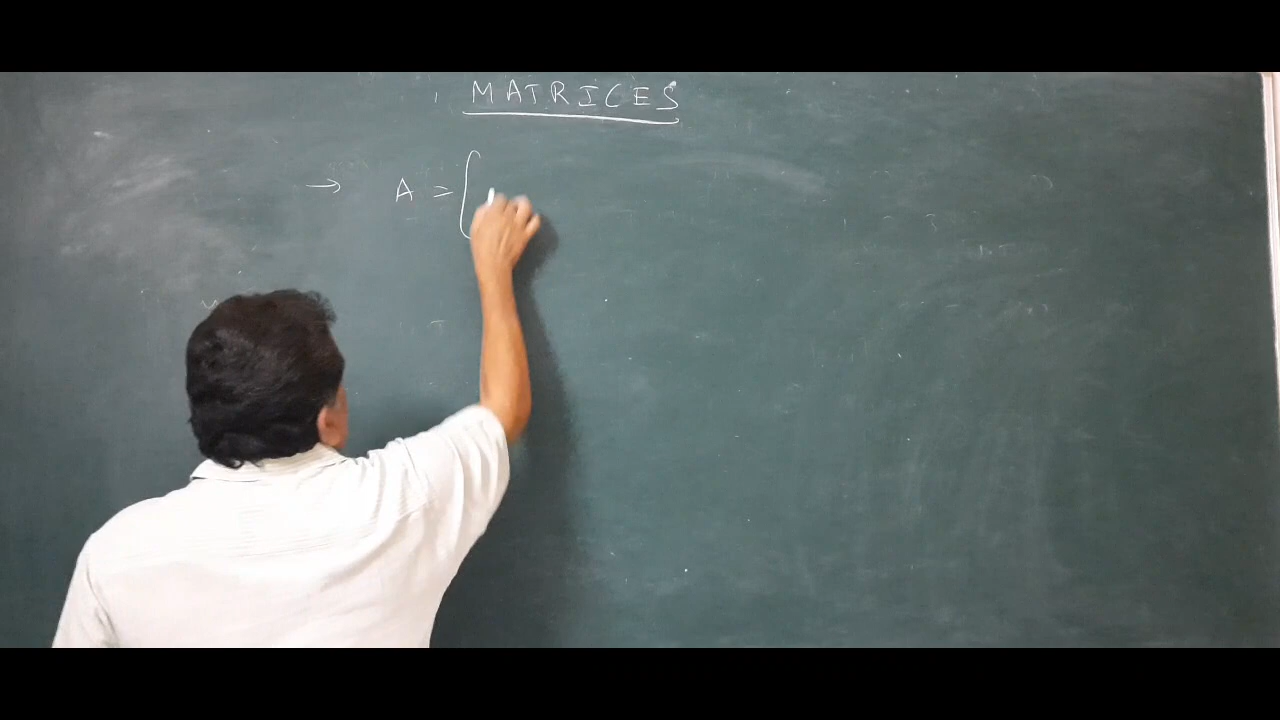 MATRICES
→ A = [